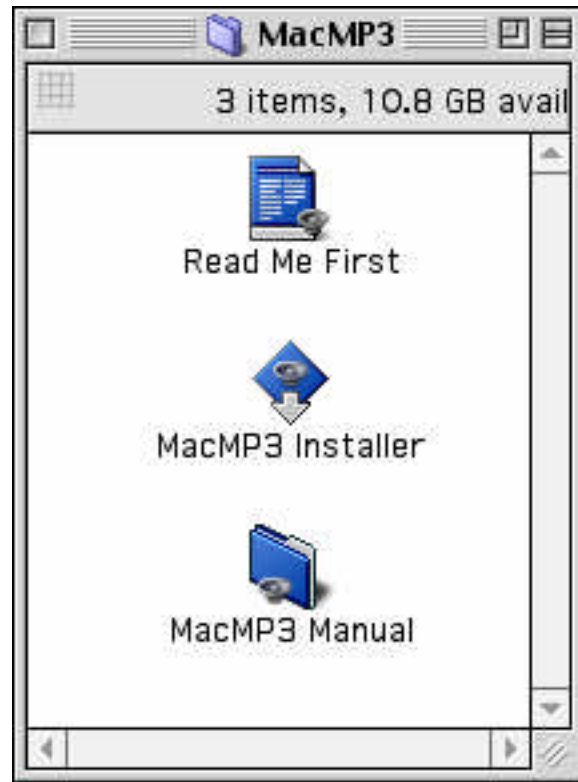 MacMP3
3 items, 10.8 GB avail
Read Me First
MacMP3 Installer
MacMP3 Manual